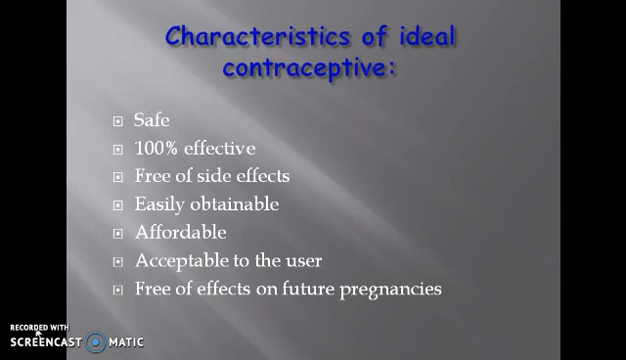 Characteristics of ideal
contraceptive:
Safe
100% effective
Free of side effects
Easily obtainable
Affordable
Acceptable to the user
Free of effects on future pregnancies
RECORDED WITH
SCREENCAST MATIC